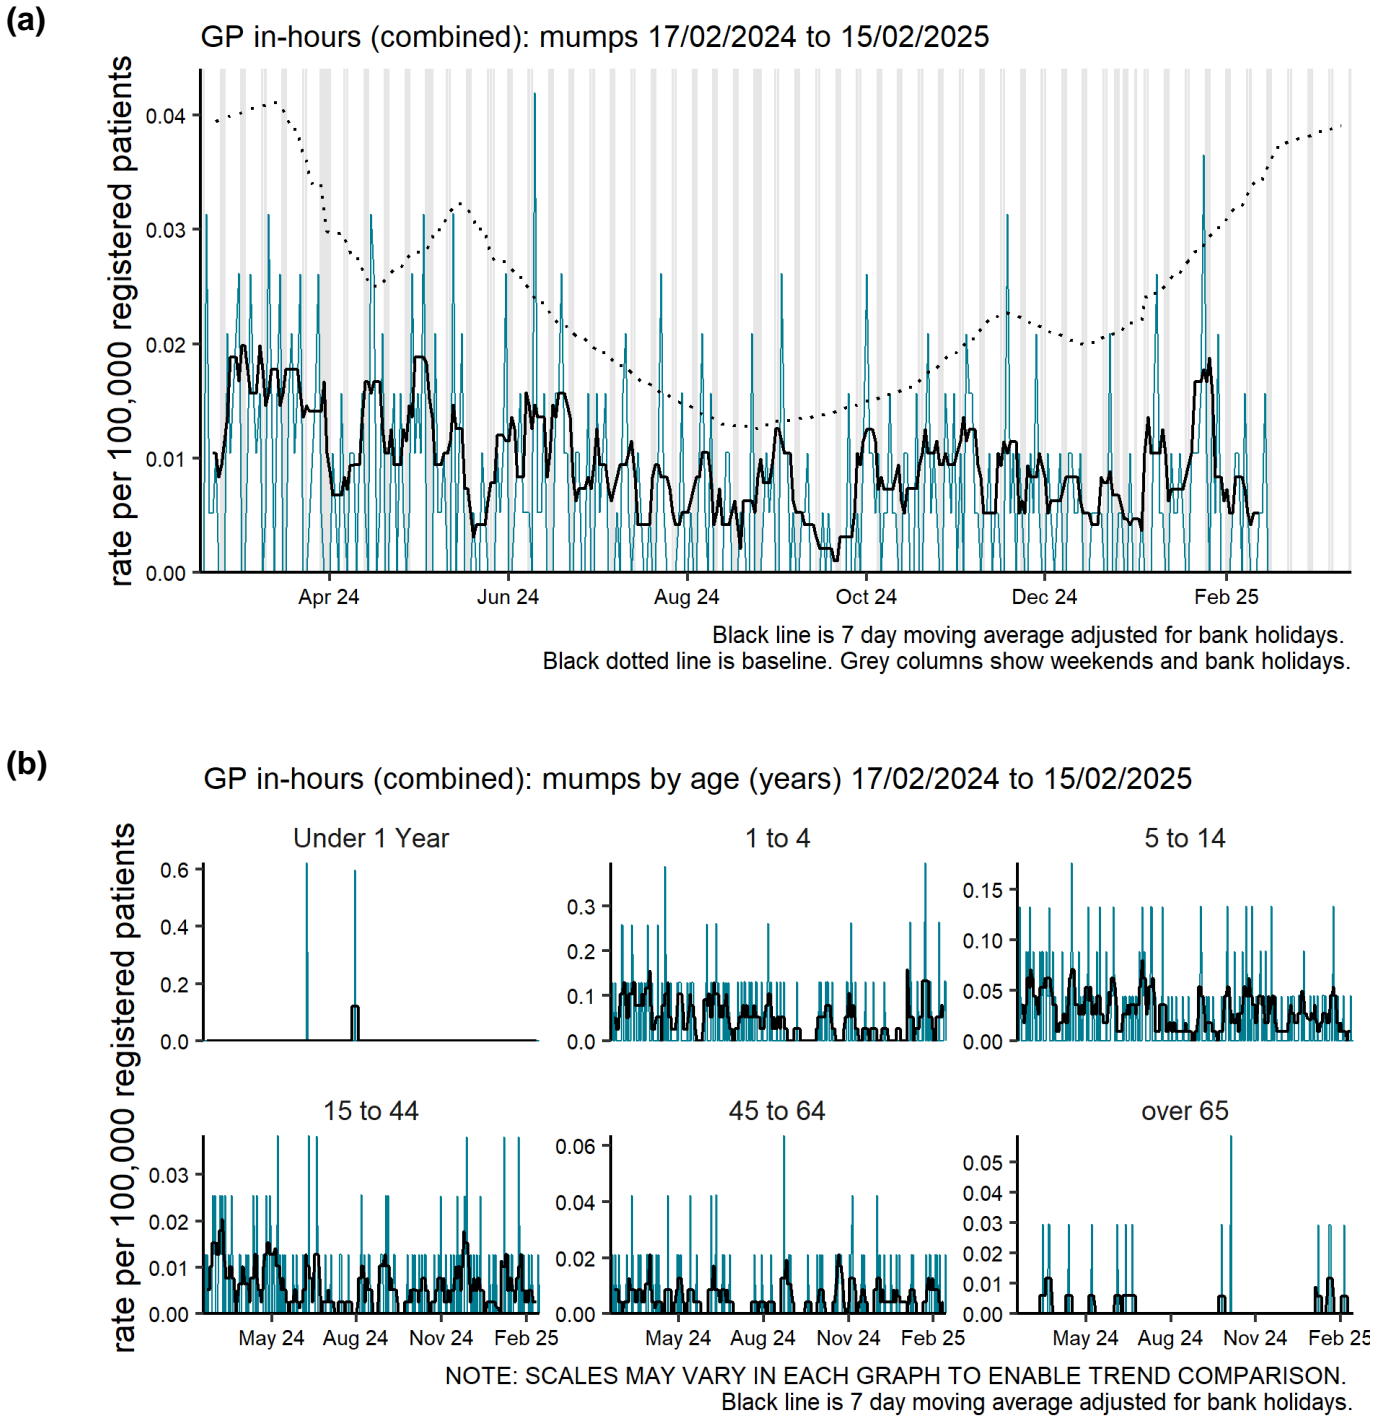 (a)
GP in-hours (combined): mumps 17/02/2024 to 15/02/2025
rate per 100,000 registered patients
0.04
0.03
0.02
0.01
0.00
Apr 24 Jun 24 Aug 24 Oct 24 Dec 24 Feb 25
Black line is 7 day moving average adjusted for bank holidays.
Black dotted line is baseline. Grey columns show weekends and bank holidays.
(b)
GP in-hours (combined): mumps by age (years) 17/02/2024 to 15/02/2025
rate per 100,000 registered patients
Under 1 Year
0.6
0.4
0.2
0.0
1 to 4
0.3
0.2
0.1
0.0
5 to 14
0.15
0.10
0.05
0.00
15 to 44
0.03
0.02
0.01
0.00
May 24 Aug 24 Nov 24 Feb 25
45 to 64
0.06
0.04
0.02
0.00
May 24 Aug 24 Nov 24 Feb 25
over 65
0.05
0.04
0.03
0.02
0.01
0.00
May 24 Aug 24 Nov 24 Feb 25
NOTE: SCALES MAY VARY IN EACH GRAPH TO ENABLE TREND COMPARISON.
Black line is 7 day moving average adjusted for bank holidays.